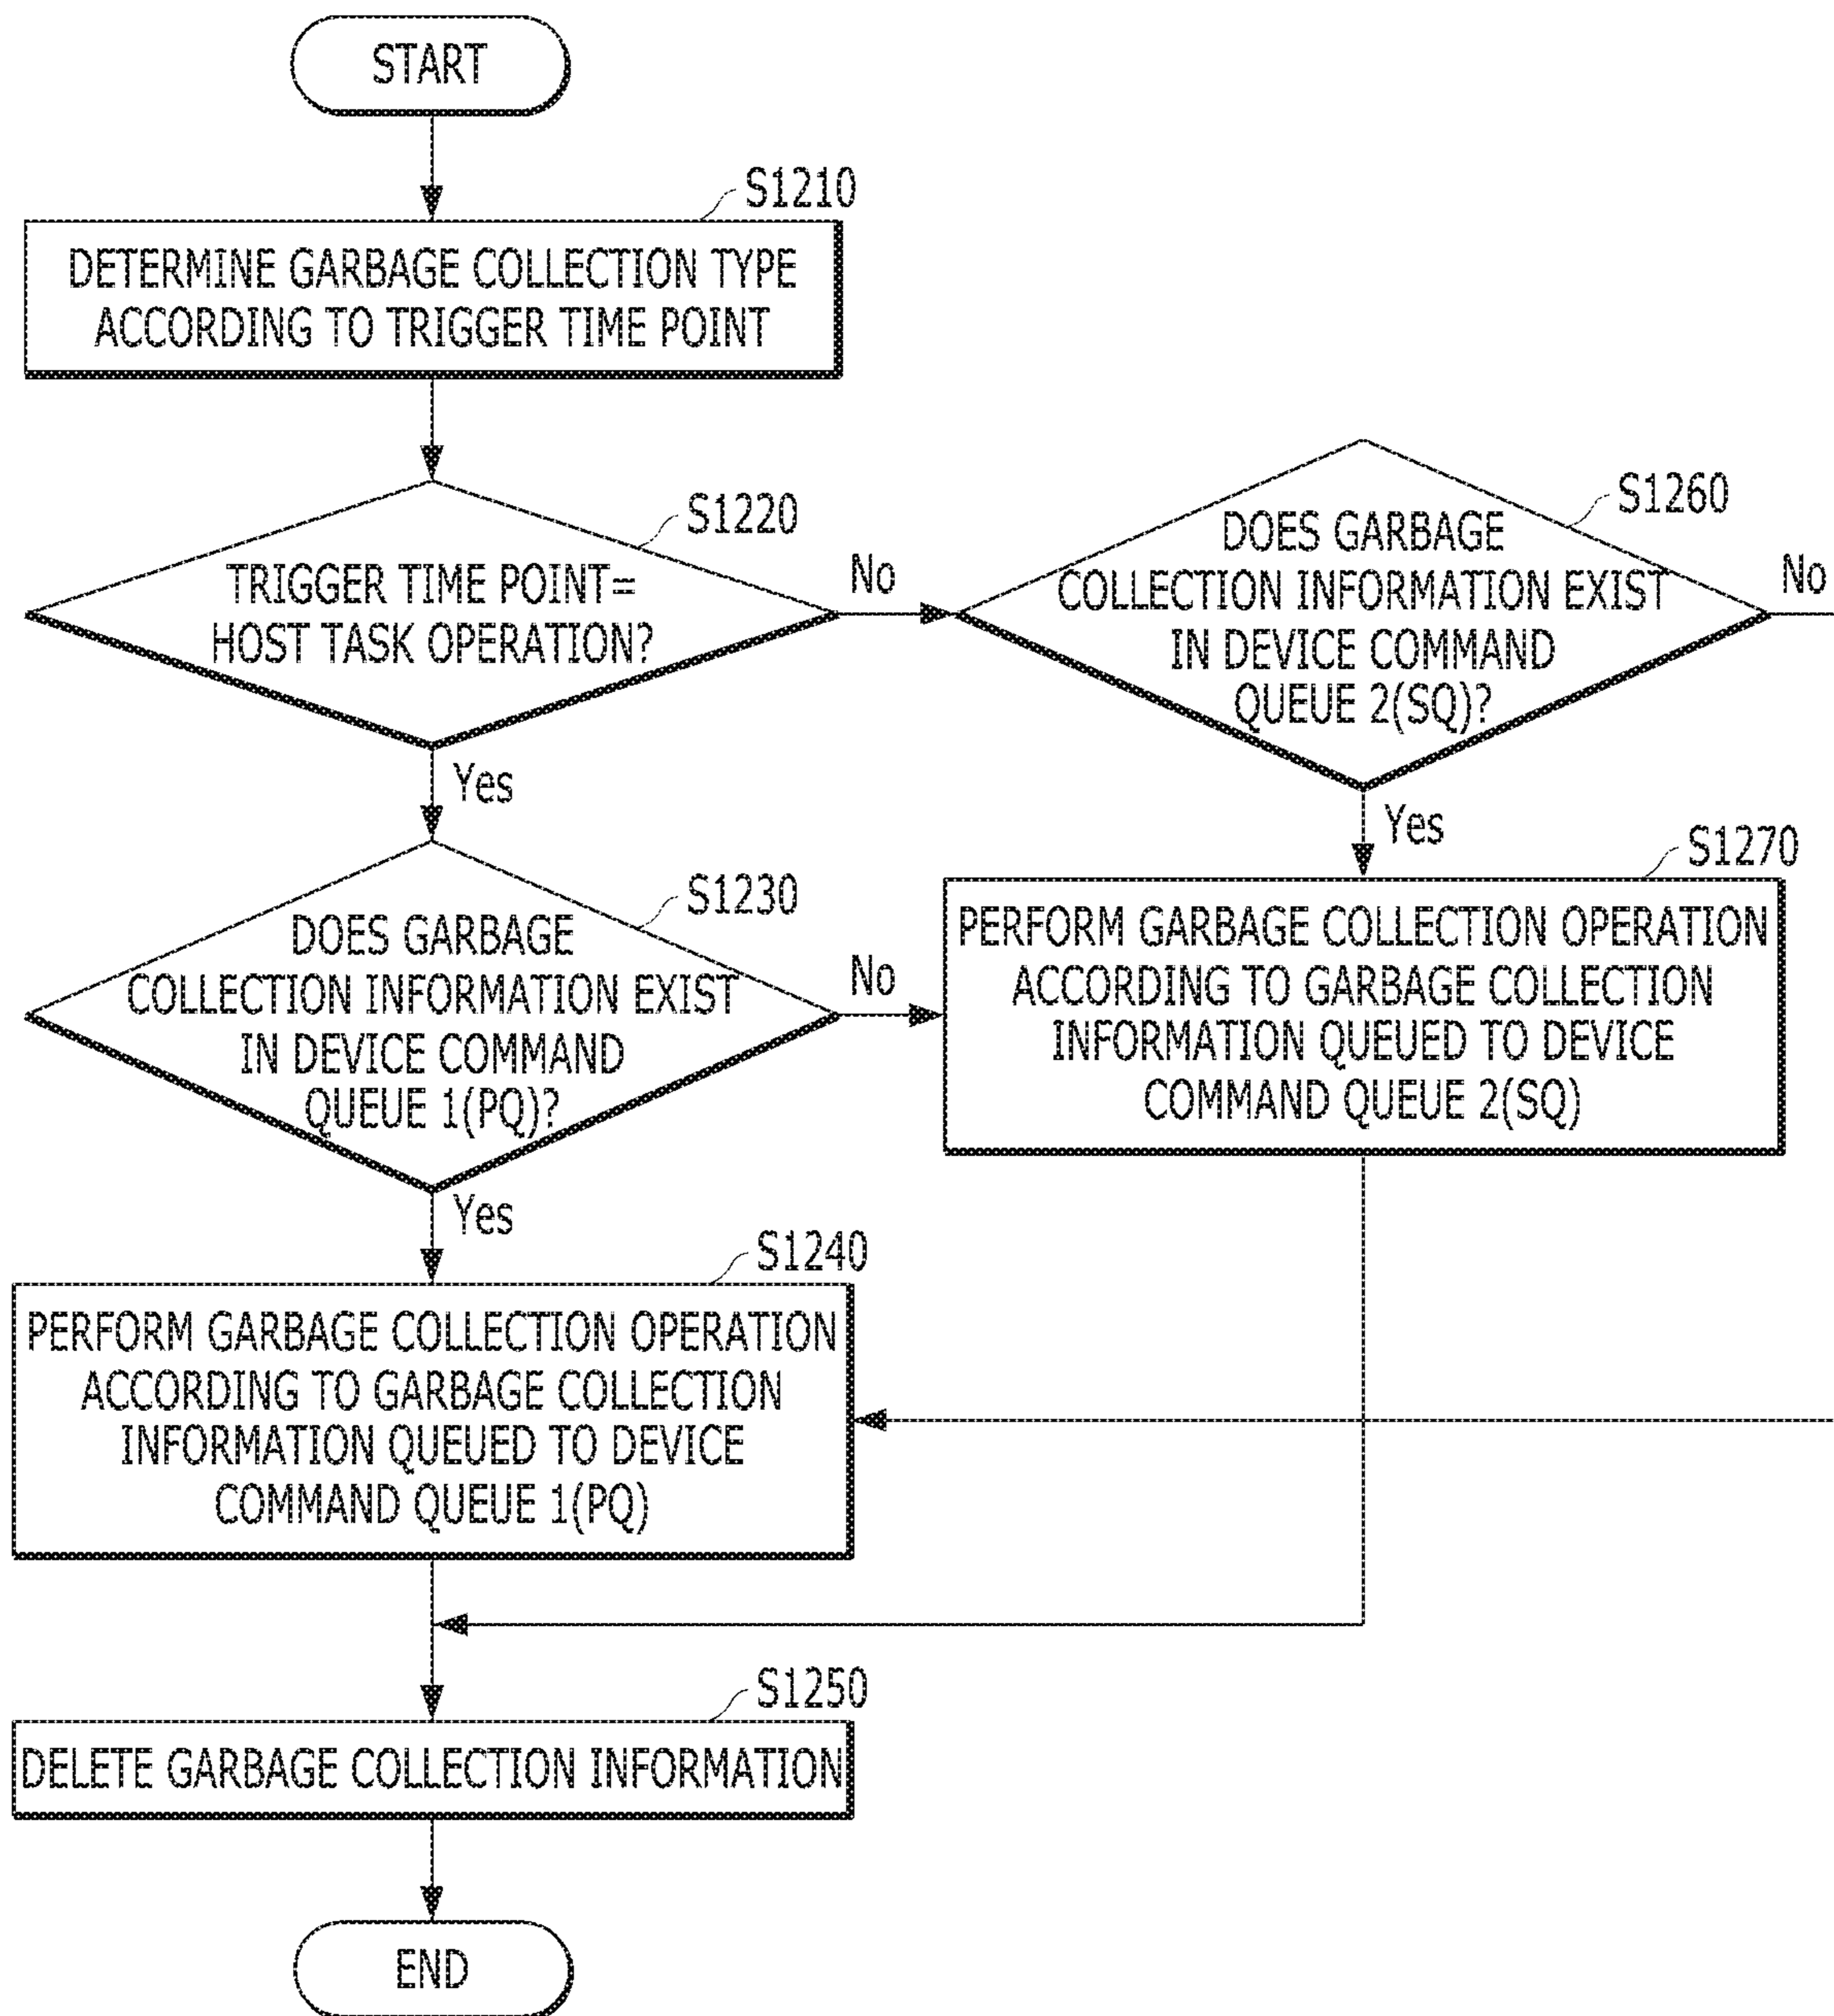 START
S1210
DETERMINE GARBAGE COLLECTION TYPE
ACCORDING TO TRIGGER TIME POINT
S1220
TRIGGER TIME POINT=
HOST TASK OPERATION?
No
Yes
S1260
DOES GARBAGE
COLLECTION INFORMATION EXIST
IN DEVICE COMMAND
QUEUE 2(SQ)?
No
Yes
S1230
DOES GARBAGE
COLLECTION INFORMATION EXIST
IN DEVICE COMMAND
QUEUE 1(PQ)?
No
Yes
S1270
PERFORM GARBAGE COLLECTION OPERATION
ACCORDING TO GARBAGE COLLECTION
INFORMATION QUEUED TO DEVICE
COMMAND QUEUE 2(SQ)
S1240
PERFORM GARBAGE COLLECTION OPERATION
ACCORDING TO GARBAGE COLLECTION
INFORMATION QUEUED TO DEVICE
COMMAND QUEUE 1(PQ)
S1250
DELETE GARBAGE COLLECTION INFORMATION
END